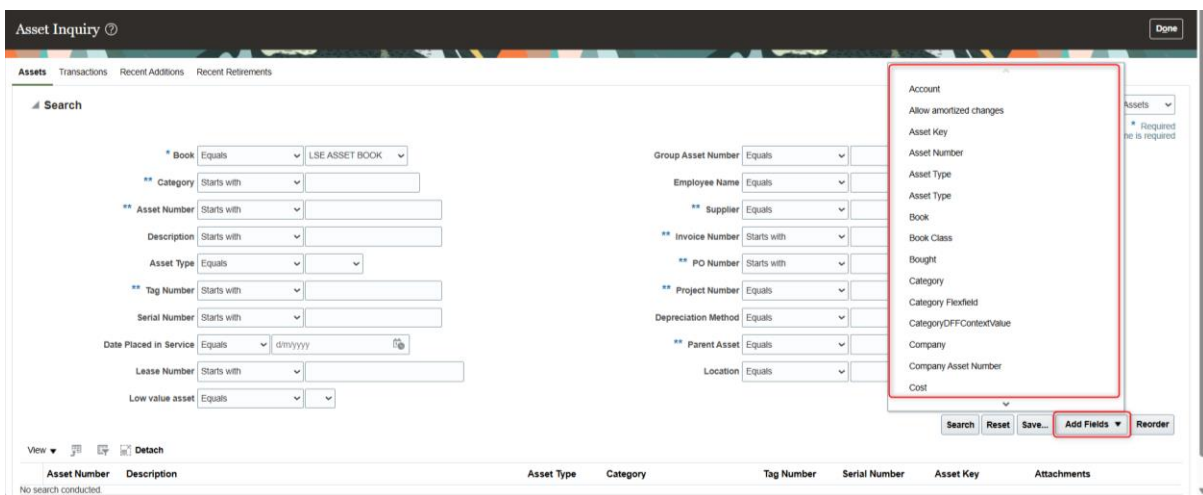 Asset Inquiry
Done
Assets Transactions Recent Additions Recent Retirements
Search
Assets
* Required
ne is required
* Book Equals LSE ASSET BOOK
** Category Starts with
** Asset Number Starts with
Description Starts with
Asset Type Equals
** Tag Number Starts with
Serial Number Starts with
Date Placed in Service Equals d/m/yyyy
Lease Number Starts with
Low value asset Equals
Group Asset Number Equals
Employee Name Equals
** Supplier Equals
** Invoice Number Starts with
** PO Number Starts with
** Project Number Equals
Depreciation Method Equals
** Parent Asset Equals
Location Equals
Account
Allow amortized changes
Asset Key
Asset Number
Asset Type
Asset Type
Book
Book Class
Bought
Category
Category Flexfield
CategoryDFFContextValue
Company
Company Asset Number
Cost
Search Reset Save... Add Fields Reorder
View Detach
Asset Number Description Asset Type Category Tag Number Serial Number Asset Key Attachments
No search conducted.